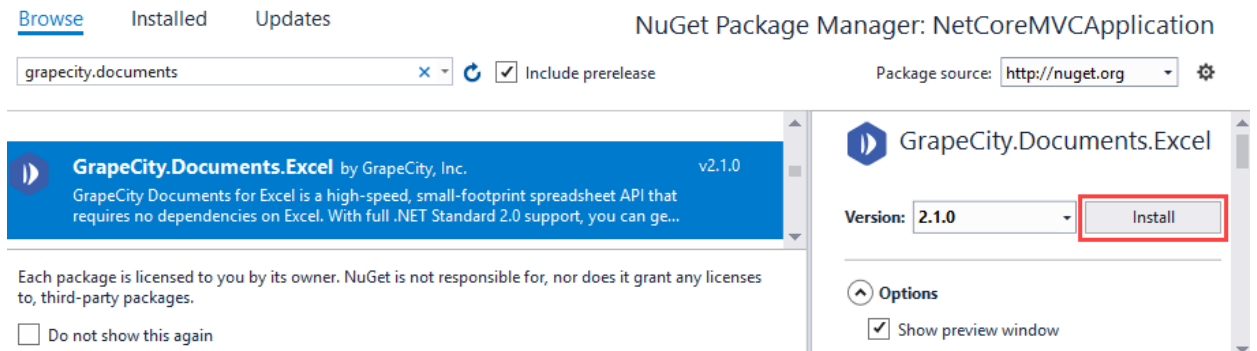 Browse Installed Updates
NuGet Package Manager: NetCoreMVCApplication
grapecity.documents
Include prerelease
Package source: http://nuget.org
GrapeCity.Documents.Excel by GrapeCity, Inc. v2.1.0
GrapeCity Documents for Excel is a high-speed, small-footprint spreadsheet API that
requires no dependencies on Excel. With full .NET Standard 2.0 support, you can ge...
Each package is licensed to you by its owner. NuGet is not responsible for, nor does it grant any licenses
to, third-party packages.
Do not show this again
GrapeCity.Documents.Excel
Version: 2.1.0 Install
Options
Show preview window